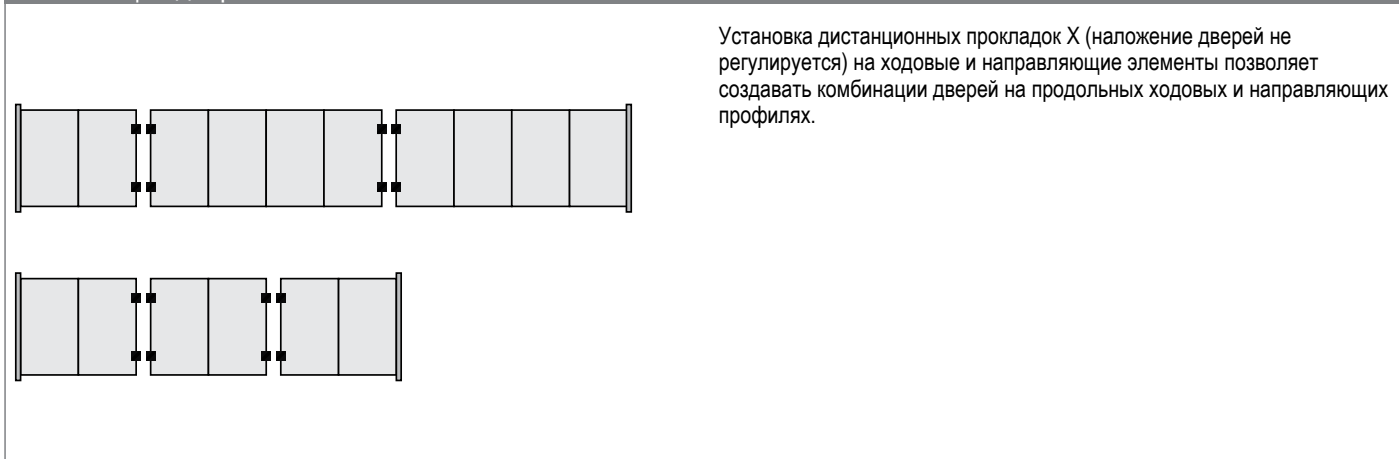 Установка дистанционных прокладок X (наложение дверей не
регулируется) на ходовые и направляющие элементы позволяет
создавать комбинации дверей на продольных ходовых и направляющих
профилях.